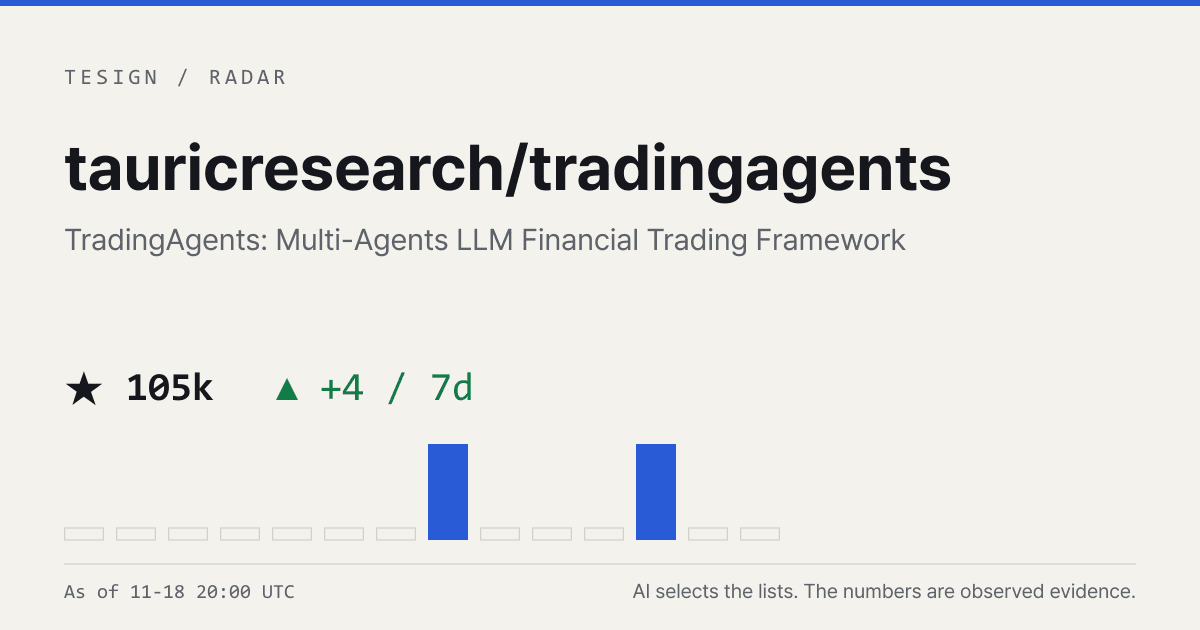 TESIGN / RADAR
tauricresearch/tradingagents
TradingAgents: Multi-Agents LLM Financial Trading Framework
★ 105k ▲ +4 / 7d
As of 11-18 20:00 UTC
AI selects the lists. The numbers are observed evidence.